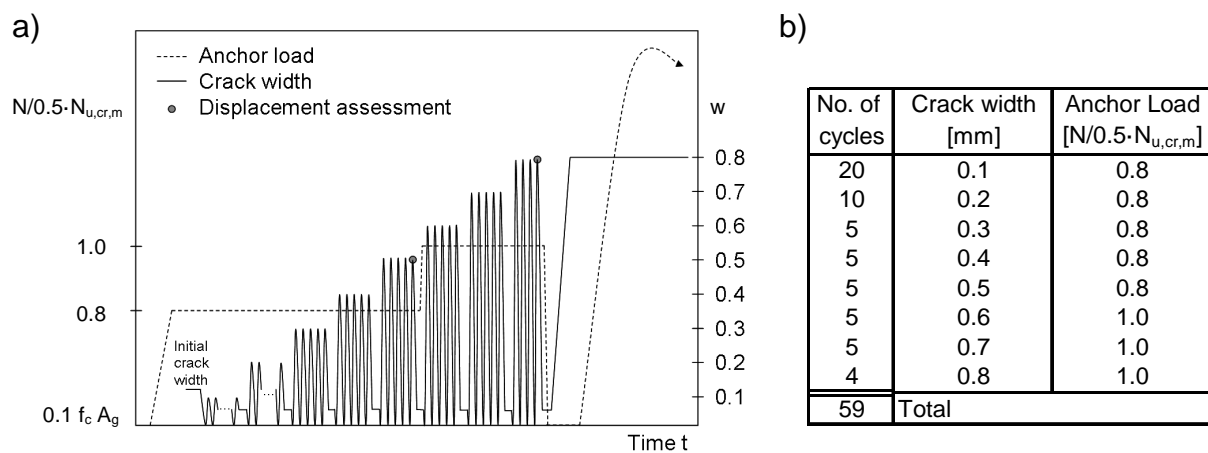 a)
Anchor load
Crack width
Displacement assessment
N/0.5·Nu,cr,m
w
1.0
0.8
0.1 fc Ag
Initial
crack
width
0.8
0.7
0.6
0.5
0.4
0.3
0.2
0.1
Time t
b)
No. of cycles Crack width [mm] Anchor Load [N/0.5·Nu,cr,m]
20 0.1 0.8
10 0.2 0.8
5 0.3 0.8
5 0.4 0.8
5 0.5 0.8
5 0.6 1.0
5 0.7 1.0
4 0.8 1.0
59 Total